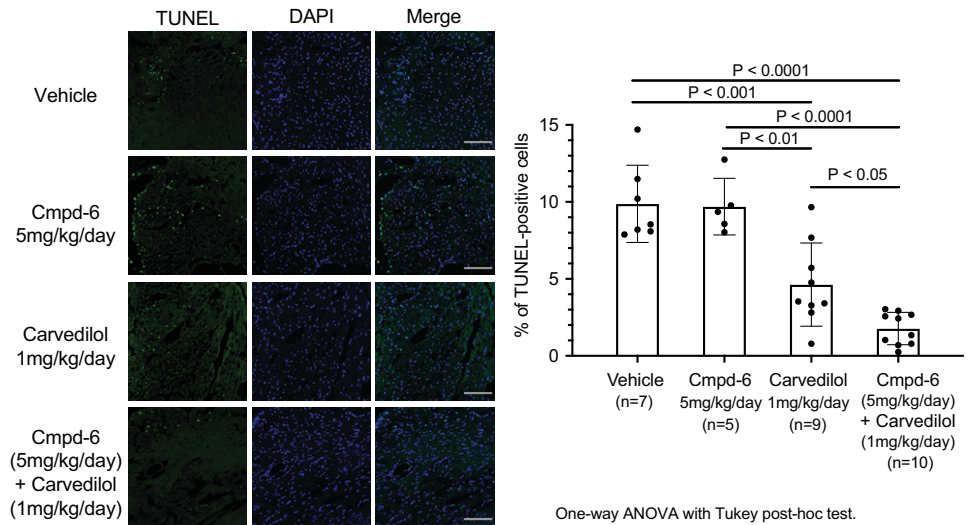 TUNEL DAPI Merge
Vehicle
Cmpd-6
5mg/kg/day
Carvedilol
1mg/kg/day
Cmpd-6
(5mg/kg/day)
+ Carvedilol
(1mg/kg/day)
P < 0.0001
P < 0.001
P < 0.0001
P < 0.01
P < 0.05
% of TUNEL-positive cells
15
10
5
0
Vehicle
(n=7)
Cmpd-6
5mg/kg/day
(n=5)
Carvedilol
1mg/kg/day
(n=9)
Cmpd-6
(5mg/kg/day)
+ Carvedilol
(1mg/kg/day)
(n=10)
One-way ANOVA with Tukey post-hoc test.